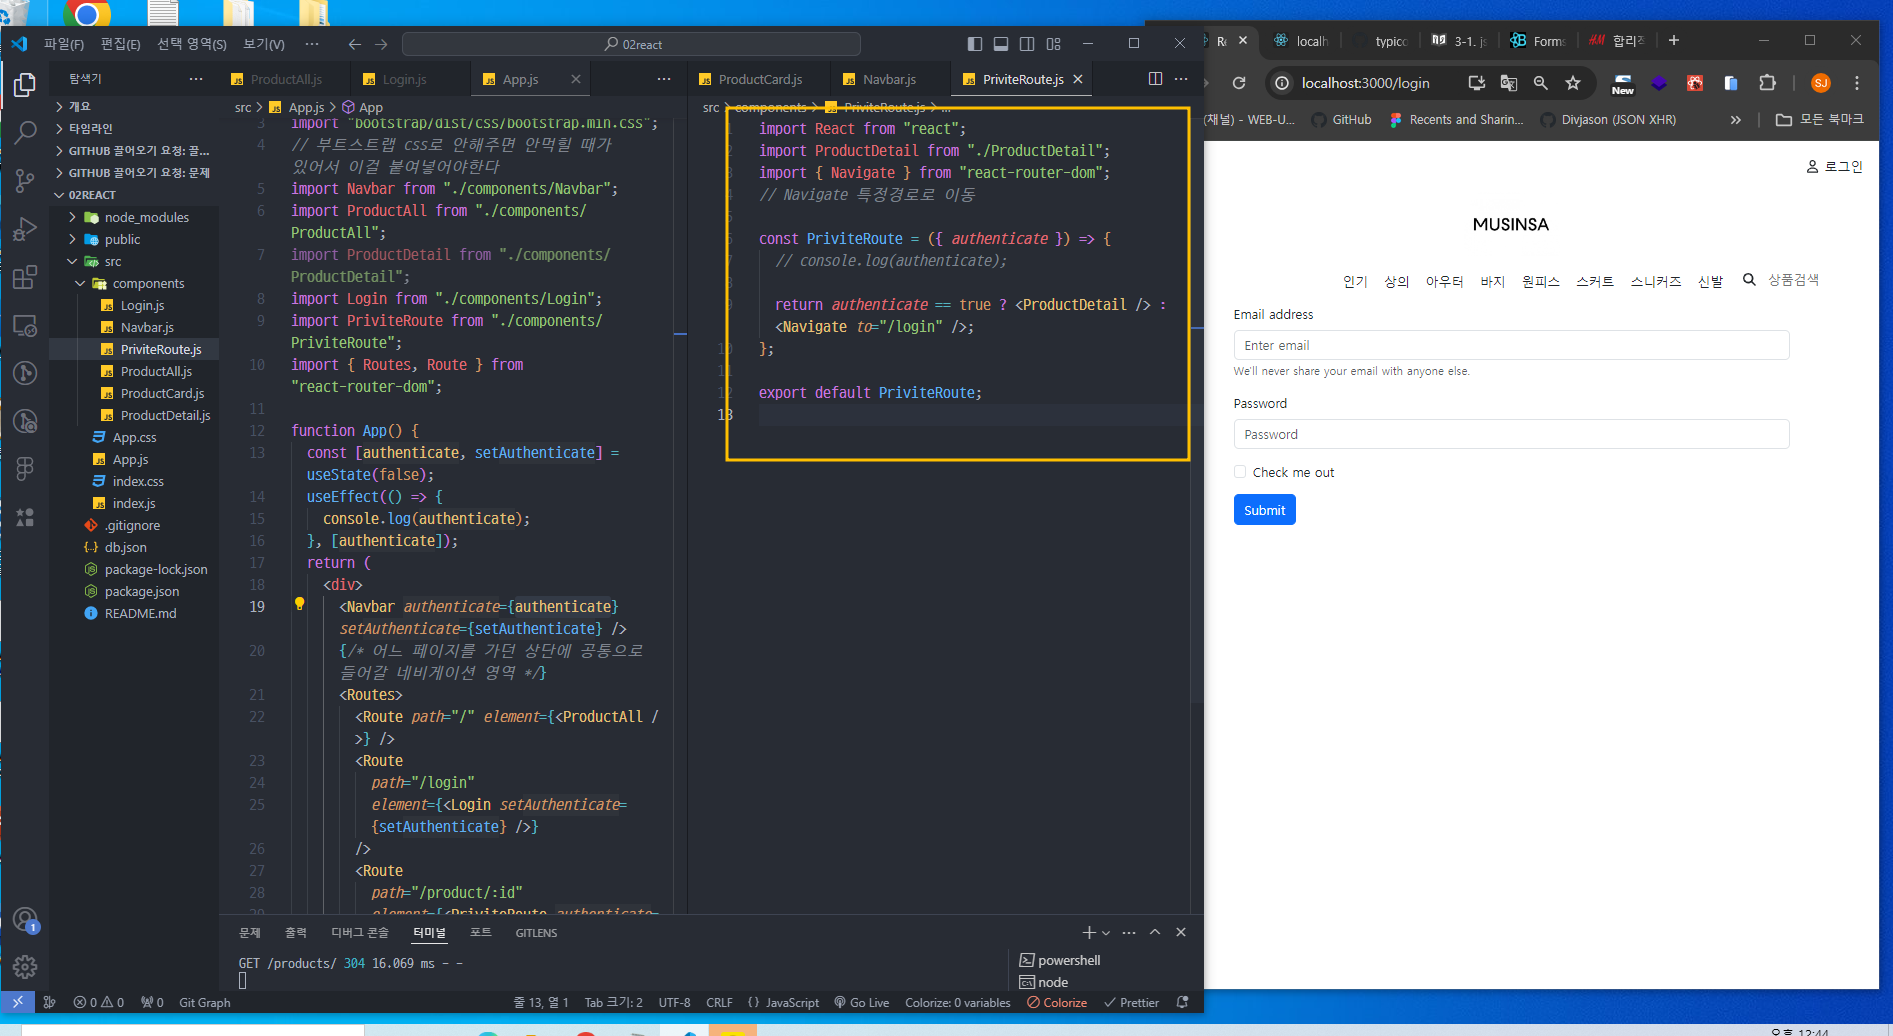 파일(F) 편집(E) 선택 영역(S) 보기(V) ··· 02react
탐색기 ···
개요
타임라인
GITHUB 끌어오기 요청: 끌...
GITHUB 끌어오기 요청: 문제
02REACT
node_modules
public
src
components
Login.js
Navbar.js
PriviteRoute.js
ProductAll.js
ProductCard.js
ProductDetail.js
App.css
App.js
index.css
index.js
.gitignore
db.json
package-lock.json
package.json
README.md
ProductAll.js Login.js App.js ···
src > App.js > App
3 import "bootstrap/dist/css/bootstrap.min.css";
4 // 부트스트랩 css로 안해주면 안먹힐 때가
있어서 이걸 붙여넣어야한다
5 import Navbar from "./components/Navbar";
6 import ProductAll from "./components/
ProductAll";
7 import ProductDetail from "./components/
ProductDetail";
8 import Login from "./components/Login";
9 import PriviteRoute from "./components/
PriviteRoute";
10 import { Routes, Route } from
"react-router-dom";
11
12 function App() {
13 const [authenticate, setAuthenticate] =
useState(false);
14 useEffect(() => {
15 console.log(authenticate);
16 }, [authenticate]);
17 return (
18 <div>
19 <Navbar authenticate={authenticate}
setAuthenticate={setAuthenticate} />
20 {/* 어느 페이지를 가던 상단에 공통으로
들어갈 네비게이션 영역 */}
21 <Routes>
22 <Route path="/" element={<ProductAll /
>} />
23 <Route
24 path="/login"
25 element={<Login setAuthenticate=
{setAuthenticate} />}
26 />
27 <Route
28 path="/product/:id"
29 element={<PriviteRoute authenticate=
ProductCard.js Navbar.js PriviteRoute.js ···
src > components > PriviteRoute.js > ...
1 import React from "react";
2 import ProductDetail from "./ProductDetail";
3 import { Navigate } from "react-router-dom";
4 // Navigate 특정경로로 이동
5
6 const PriviteRoute = ({ authenticate }) => {
7 // console.log(authenticate);
8
9 return authenticate == true ? <ProductDetail /> :
<Navigate to="/login" />;
10 };
11
12 export default PriviteRoute;
13
문제 출력 디버그 콘솔 터미널 포트 GITLENS
GET /products/ 304 16.069 ms - -
powershell
node
1
0 0 0 Git Graph 줄 13, 열 1 Tab 크기: 2 UTF-8 CRLF {} JavaScript Go Live Colorize: 0 variables Colorize Prettier
Re localh typico 3-1. js Form: 합리적
localhost:3000/login New SJ
(채널) - WEB-U... GitHub Recents and Sharin... Divjason (JSON XHR) » 모든 북마크
로그인
MUSINSA
인기 상의 아우터 바지 원피스 스커트 스니커즈 신발 상품검색
Email address
Enter email
We'll never share your email with anyone else.
Password
Password
Check me out
Submit
오후 12:44